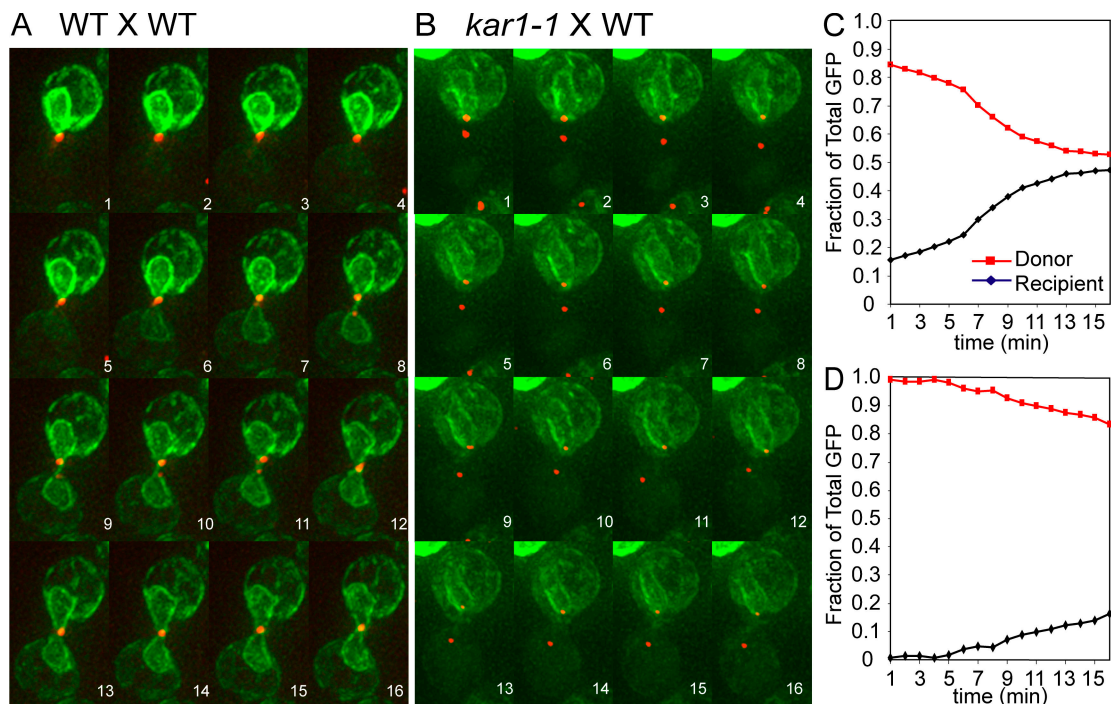 A WT X WT
1 2 3 4
5 6 7 8
9 10 11 12
13 14 15 16
B kar1-1 X WT
1 2 3 4
5 6 7 8
9 10 11 12
13 14 15 16
C
Fraction of Total GFP
1.0
0.9
0.8
0.7
0.6
0.5
0.4
0.3
0.2
0.1
0
Donor
Recipient
1 3 5 7 9 11 13 15
time (min)
D
Fraction of Total GFP
1.0
0.9
0.8
0.7
0.6
0.5
0.4
0.3
0.2
0.1
0
1 3 5 7 9 11 13 15
time (min)